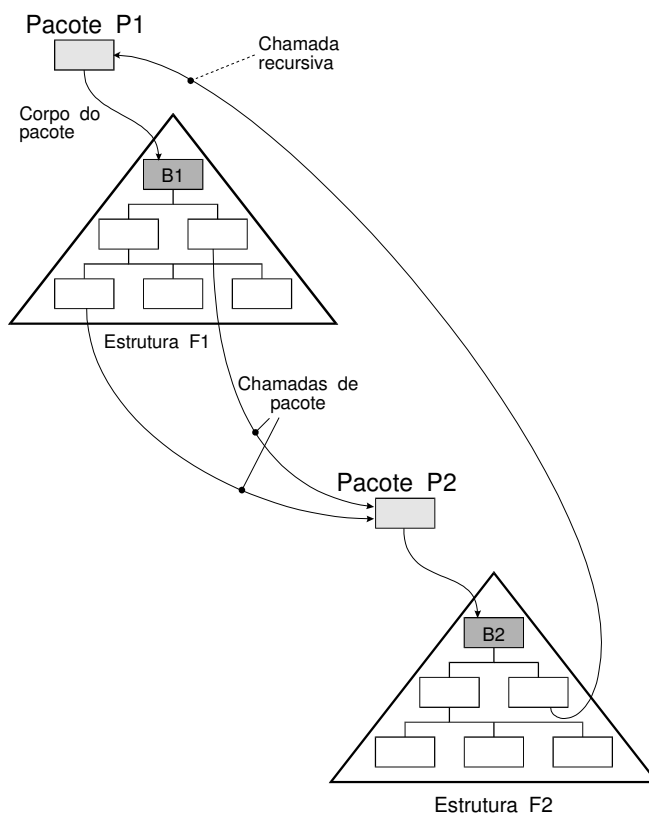 Pacote P1
Chamada
recursiva
Corpo do
pacote
B1
Estrutura F1
Chamadas de
pacote
Pacote P2
B2
Estrutura F2